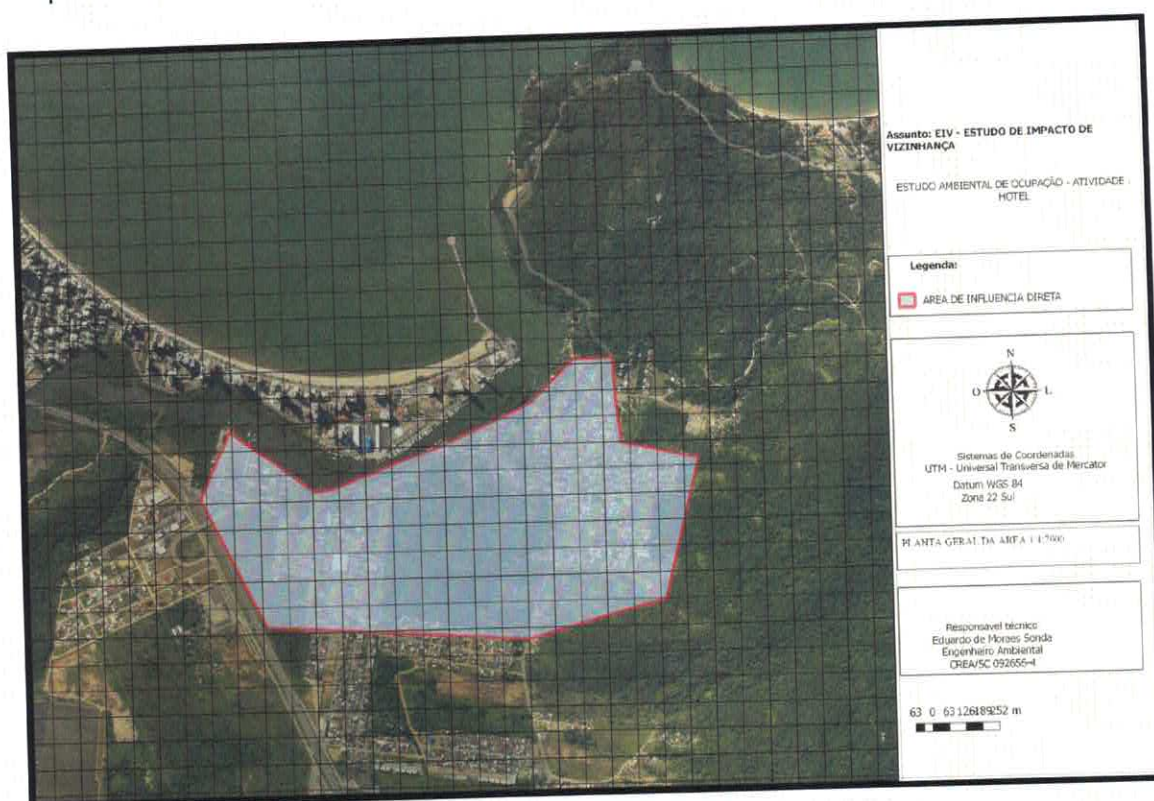 Assunto: EIV - ESTUDO DE IMPACTO DE
VIZINHANÇA
ESTUDO AMBIENTAL DE OCUPAÇÃO - ATIVIDADE :
HOTEL
Legenda:
AREA DE INFLUENCIA DIRETA
N
O
L
S
Sistemas de Coordenadas
UTM - Universal Transversa de Mercator
Datum WGS 84
Zona 22 Sul
PLANTA GERAL DA AREA 1:7000
Responsavel técnico
Eduardo de Moraes Sonda
Engenheiro Ambiental
CREA/SC 092656-4
63 0 63 126189252 m